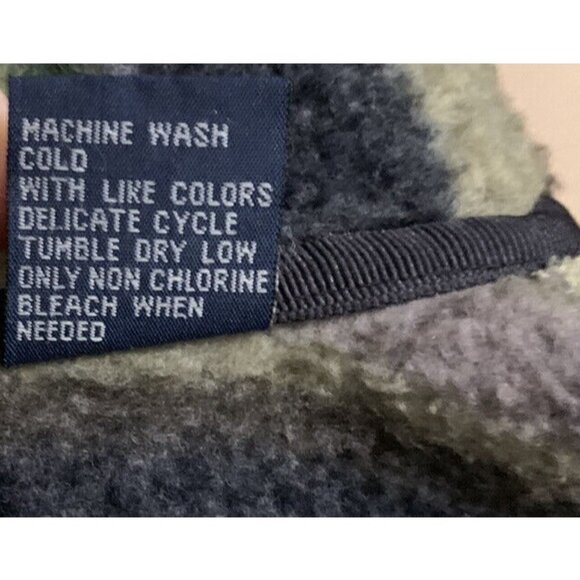 MACHINE WASH
COLD
WITH LIKE COLORS
DELICATE CYCLE
TUMBLE DRY LOW
ONLY NON CHLORINE
BLEACH WHEN
NEEDED